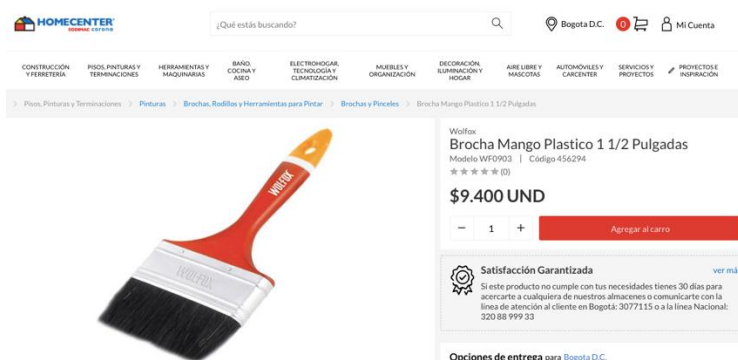 HOMECENTER
SODIMAC corona
¿Qué estás buscando?
Bogota D.C.
0
Mi Cuenta
CONSTRUCCIÓN
Y FERRETERÍA
PISOS, PINTURAS Y
TERMINACIONES
HERRAMIENTAS Y
MAQUINARIAS
BAÑO,
COCINA Y
ASEO
ELECTROHOGAR,
TECNOLOGÍA Y
CLIMATIZACIÓN
MUEBLES Y
ORGANIZACIÓN
DECORACIÓN,
ILUMINACIÓN Y
HOGAR
AIRE LIBRE Y
MASCOTAS
AUTOMÓVILES Y
CARCENTER
SERVICIOS Y
PROYECTOS
PROYECTOS E
INSPIRACIÓN
> Pisos, Pinturas y Terminaciones > Pinturas > Brochas, Rodillos y Herramientas para Pintar > Brochas y Pinceles > Brocha Mango Plastico 1 1/2 Pulgadas
WOLFOX
WOLFOX
Wolfox
Brocha Mango Plastico 1 1/2 Pulgadas
Modelo WF0903 | Código 456294
(0)
$9.400 UND
− 1 +
Agregar al carro
Satisfacción Garantizada
ver má
Si este producto no cumple con tus necesidades tienes 30 días para
acercarte a cualquiera de nuestros almacenes o comunicarte con la
línea de atención al cliente en Bogotá: 3077115 o a la línea Nacional:
320 88 999 33
Opciones de entrega para Bogota D.C.